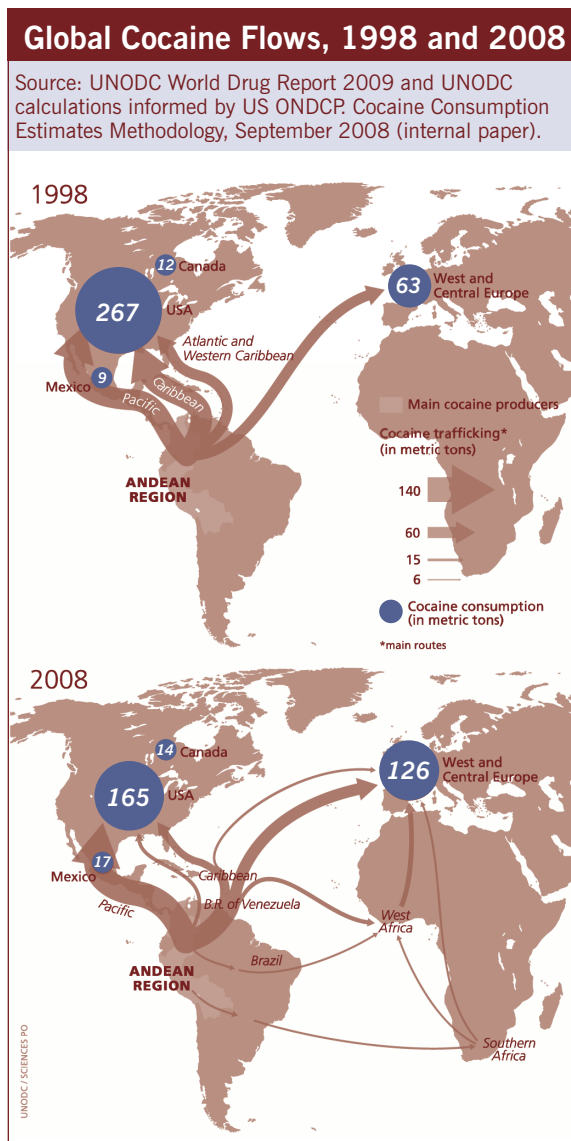 Global Cocaine Flows, 1998 and 2008
Source: UNODC World Drug Report 2009 and UNODC
calculations informed by US ONDCP. Cocaine Consumption
Estimates Methodology, September 2008 (internal paper).
1998
12 Canada
267 USA
63 West and
Central Europe
Atlantic and
Western Caribbean
Mexico 9
Pacific
Caribbean
ANDEAN
REGION
Main cocaine producers
Cocaine trafficking*
(in metric tons)
140
60
15
6
Cocaine consumption
(in metric tons)
*main routes
2008
14 Canada
165 USA
126 West and
Central Europe
Mexico 17
Pacific
Caribbean
B.R. of Venezuela
West
Africa
Brazil
ANDEAN
REGION
Southern
Africa
UNODC / SCIENCES PO